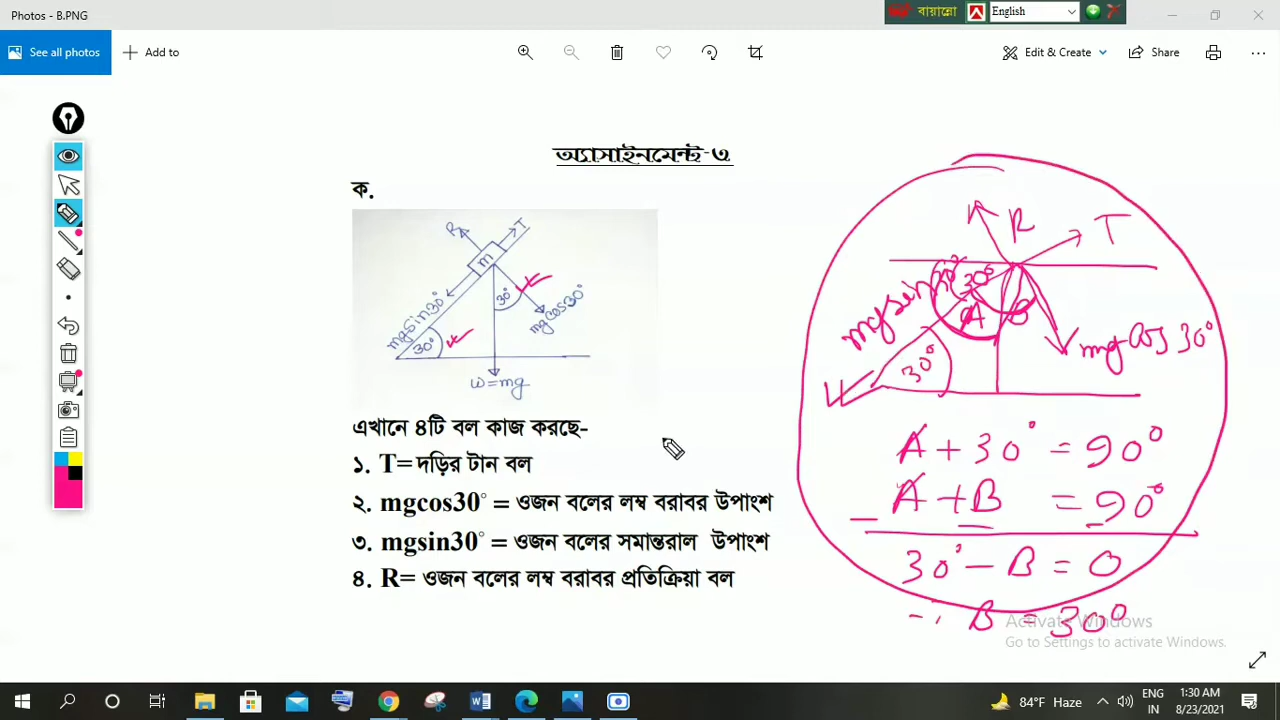 Photos - B.PNG
বায়ান্নো English
See all photos Add to Edit & Create Share
অ্যাসাইনমেন্ট-৩
ক.
R T
m
mgsin30° 30° 30° mgcos30°
ω=mg
এখানে ৪টি বল কাজ করছে-
১. T= দড়ির টান বল
২. mgcos30° = ওজন বলের লম্ব বরাবর উপাংশ
৩. mgsin30° = ওজন বলের সমান্তরাল উপাংশ
৪. R= ওজন বলের লম্ব বরাবর প্রতিক্রিয়া বল
R T
30°
mgsin30° A B
30° mg Cos 30°
A + 30° = 90°
A + B = 90°
30° - B = 0
∴ B = 30°
Activate Windows
Go to Settings to activate Windows.
84°F Haze ENG IN 1:30 AM 8/23/2021